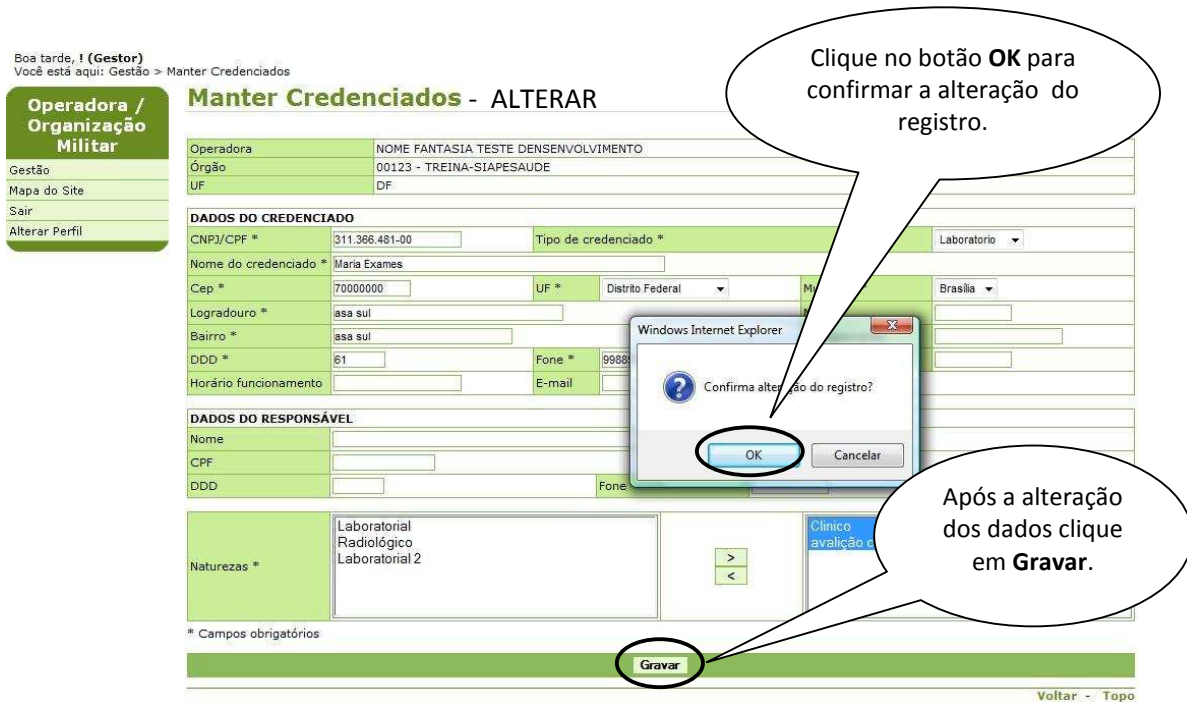 Boa tarde, ! (Gestor)
Você está aqui: Gestão > Manter Credenciados
Operadora /
Organização
Militar
Gestão
Mapa do Site
Sair
Alterar Perfil
Manter Credenciados - ALTERAR
Clique no botão OK para
confirmar a alteração do
registro.
Operadora NOME FANTASIA TESTE DENSENVOLVIMENTO
Órgão 00123 - TREINA-SIAPESAUDE
UF DF
DADOS DO CREDENCIADO
CNPJ/CPF * 311.366.481-00 Tipo de credenciado * Laboratorio
Nome do credenciado * Maria Exames
Cep * 70000000 UF * Distrito Federal Brasília
Logradouro * asa sul
Bairro * asa sul
DDD * 61 Fone *
Horário funcionamento E-mail
Windows Internet Explorer
Confirma alteração do registro?
OK Cancelar
DADOS DO RESPONSÁVEL
Nome
CPF
DDD Fone
Após a alteração
dos dados clique
em Gravar.
Naturezas *
Laboratorial
Radiológico
Laboratorial 2
>
<
Clinico
avalição
* Campos obrigatórios
Gravar
Voltar - Topo